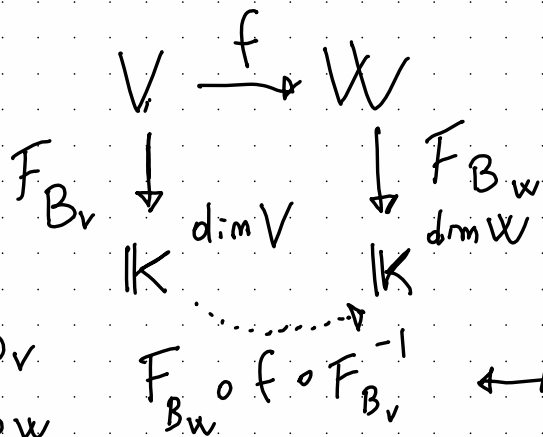 f
V → W
F_{B_V} ↓ ↓ F_{B_W}
𝕂^{dim V} 𝕂^{dim W}
F_{B_W} ∘ f ∘ F_{B_V}^{-1} ←